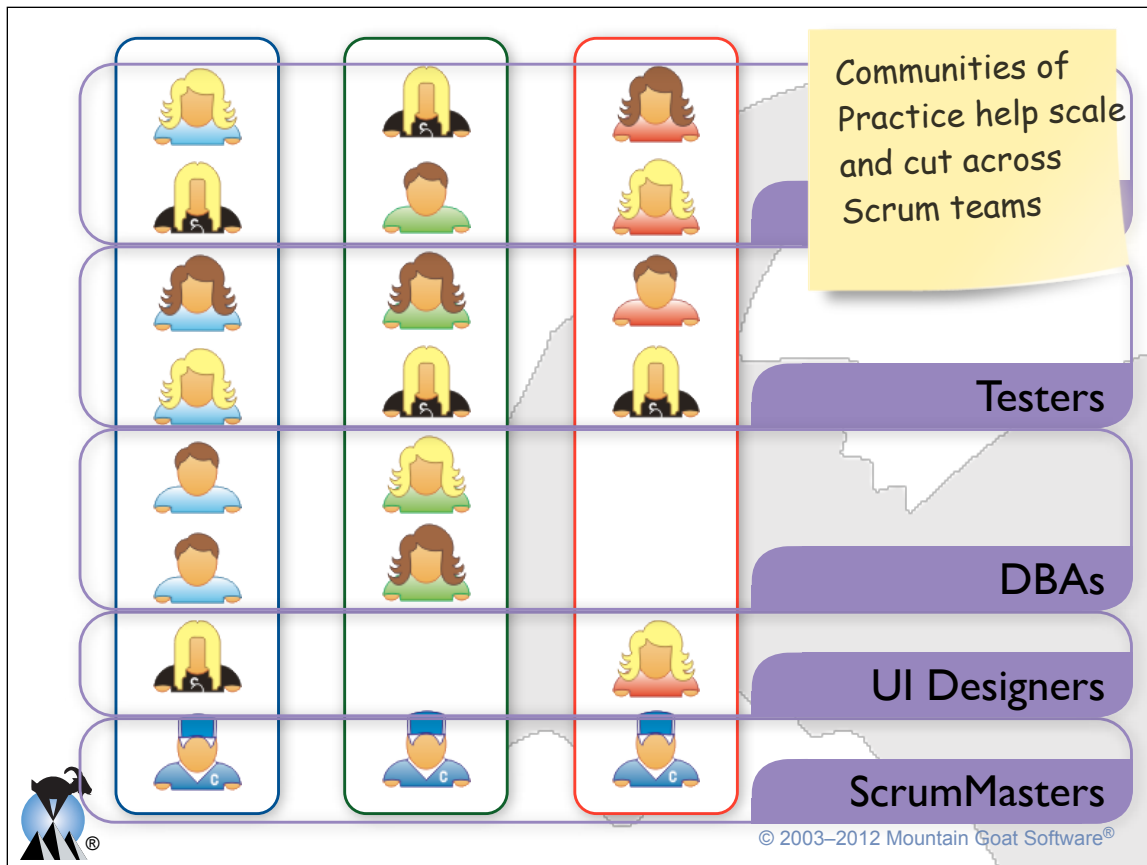 Communities of
Practice help scale
and cut across
Scrum teams
Testers
DBAs
UI Designers
C
C
C
ScrumMasters
®
© 2003–2012 Mountain Goat Software®